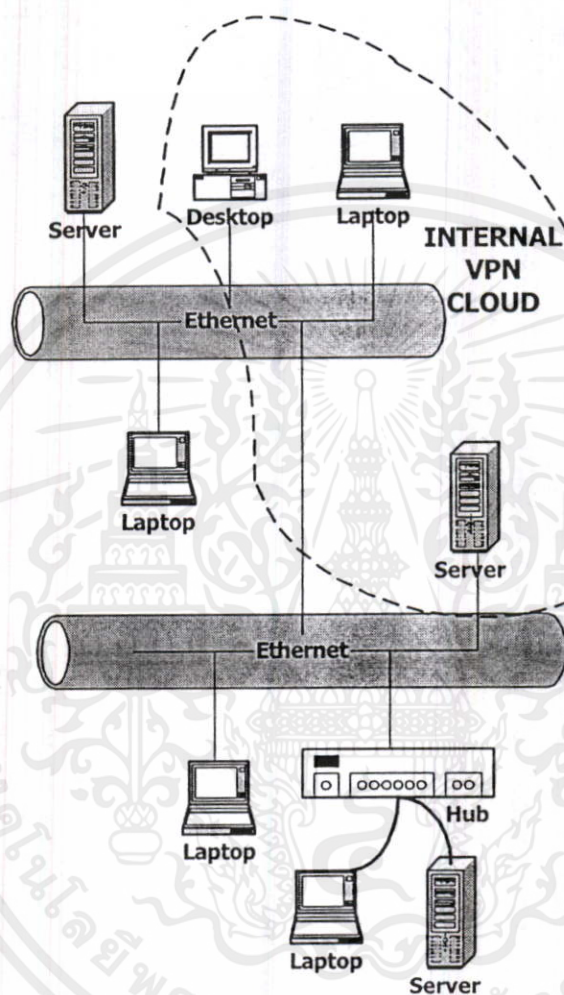 Server
Desktop
Laptop
INTERNAL
VPN
CLOUD
Ethernet
Laptop
Server
Ethernet
Laptop
Hub
Laptop
Server